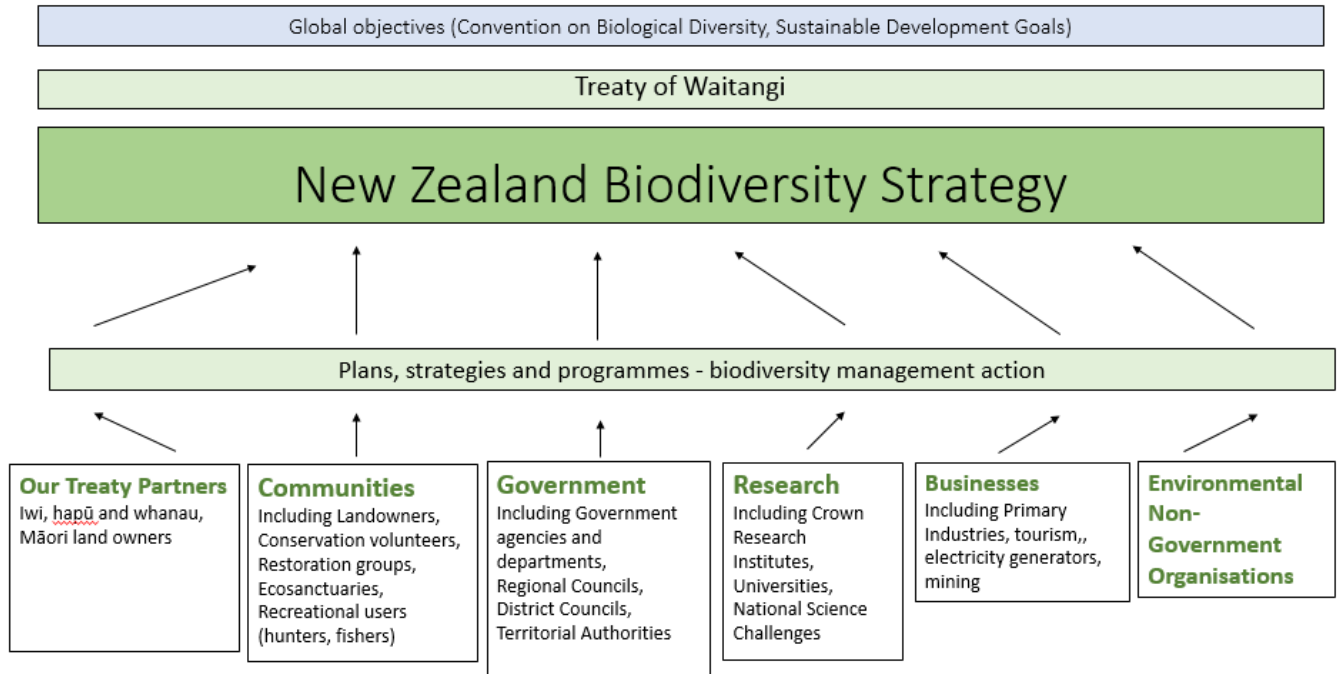 Global objectives (Convention on Biological Diversity, Sustainable Development Goals)
Treaty of Waitangi
New Zealand Biodiversity Strategy
Plans, strategies and programmes - biodiversity management action
Our Treaty Partners
Iwi, hapū and whanau,
Māori land owners
Communities
Including Landowners,
Conservation volunteers,
Restoration groups,
Ecosanctuaries,
Recreational users
(hunters, fishers)
Government
Including Government
agencies and
departments,
Regional Councils,
District Councils,
Territorial Authorities
Research
Including Crown
Research
Institutes,
Universities,
National Science
Challenges
Businesses
Including Primary
Industries, tourism,,
electricity generators,
mining
Environmental
Non-
Government
Organisations